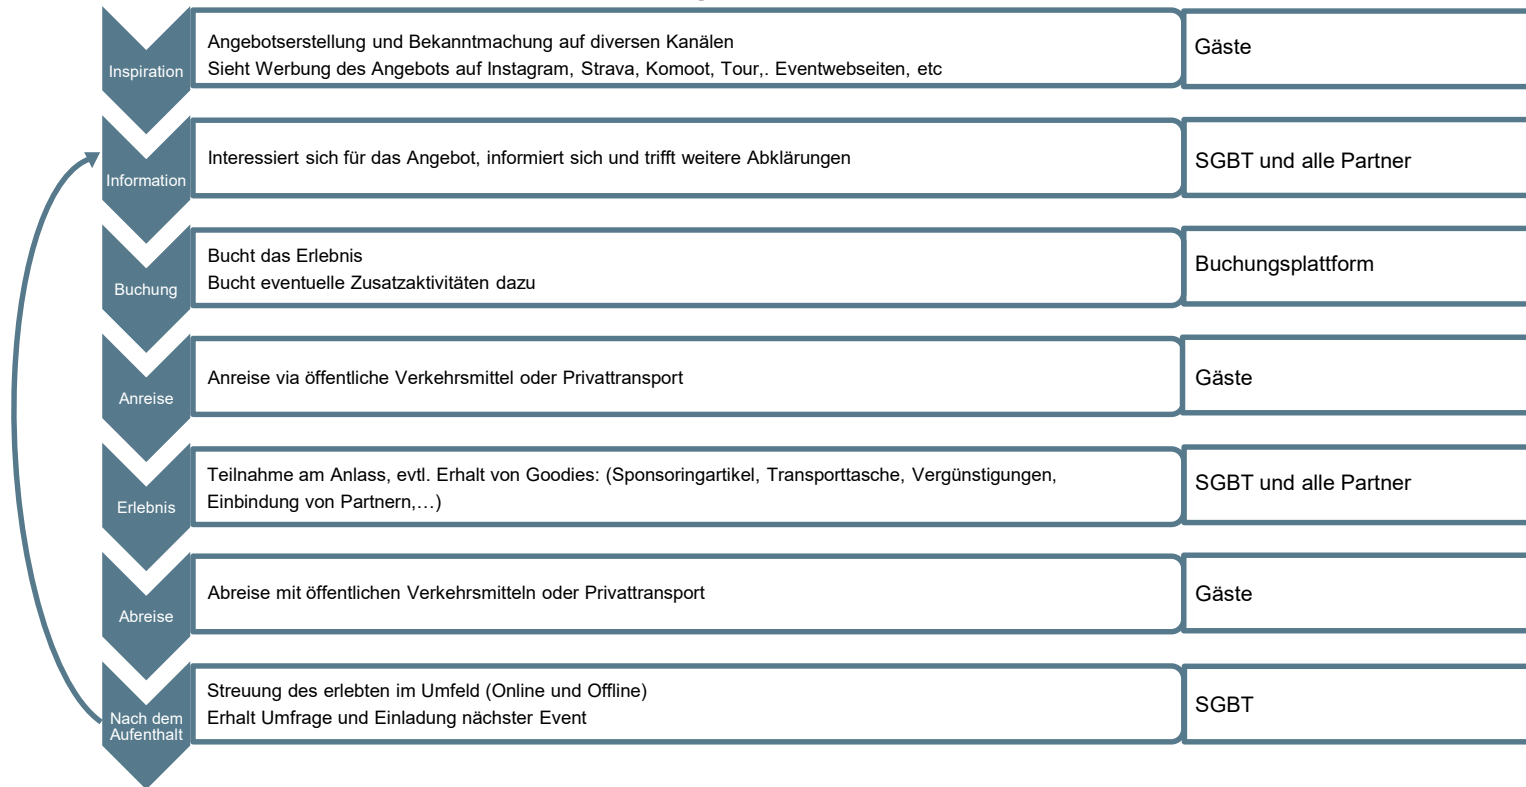 Inspiration
Angebotserstellung und Bekanntmachung auf diversen Kanälen
Sieht Werbung des Angebots auf Instagram, Strava, Komoot, Tour,. Eventwebseiten, etc
Gäste
Information
Interessiert sich für das Angebot, informiert sich und trifft weitere Abklärungen
SGBT und alle Partner
Buchung
Bucht das Erlebnis
Bucht eventuelle Zusatzaktivitäten dazu
Buchungsplattform
Anreise
Anreise via öffentliche Verkehrsmittel oder Privattransport
Gäste
Erlebnis
Teilnahme am Anlass, evtl. Erhalt von Goodies: (Sponsoringartikel, Transporttasche, Vergünstigungen,
Einbindung von Partnern,…)
SGBT und alle Partner
Abreise
Abreise mit öffentlichen Verkehrsmitteln oder Privattransport
Gäste
Nach dem
Aufenthalt
Streuung des erlebten im Umfeld (Online und Offline)
Erhalt Umfrage und Einladung nächster Event
SGBT